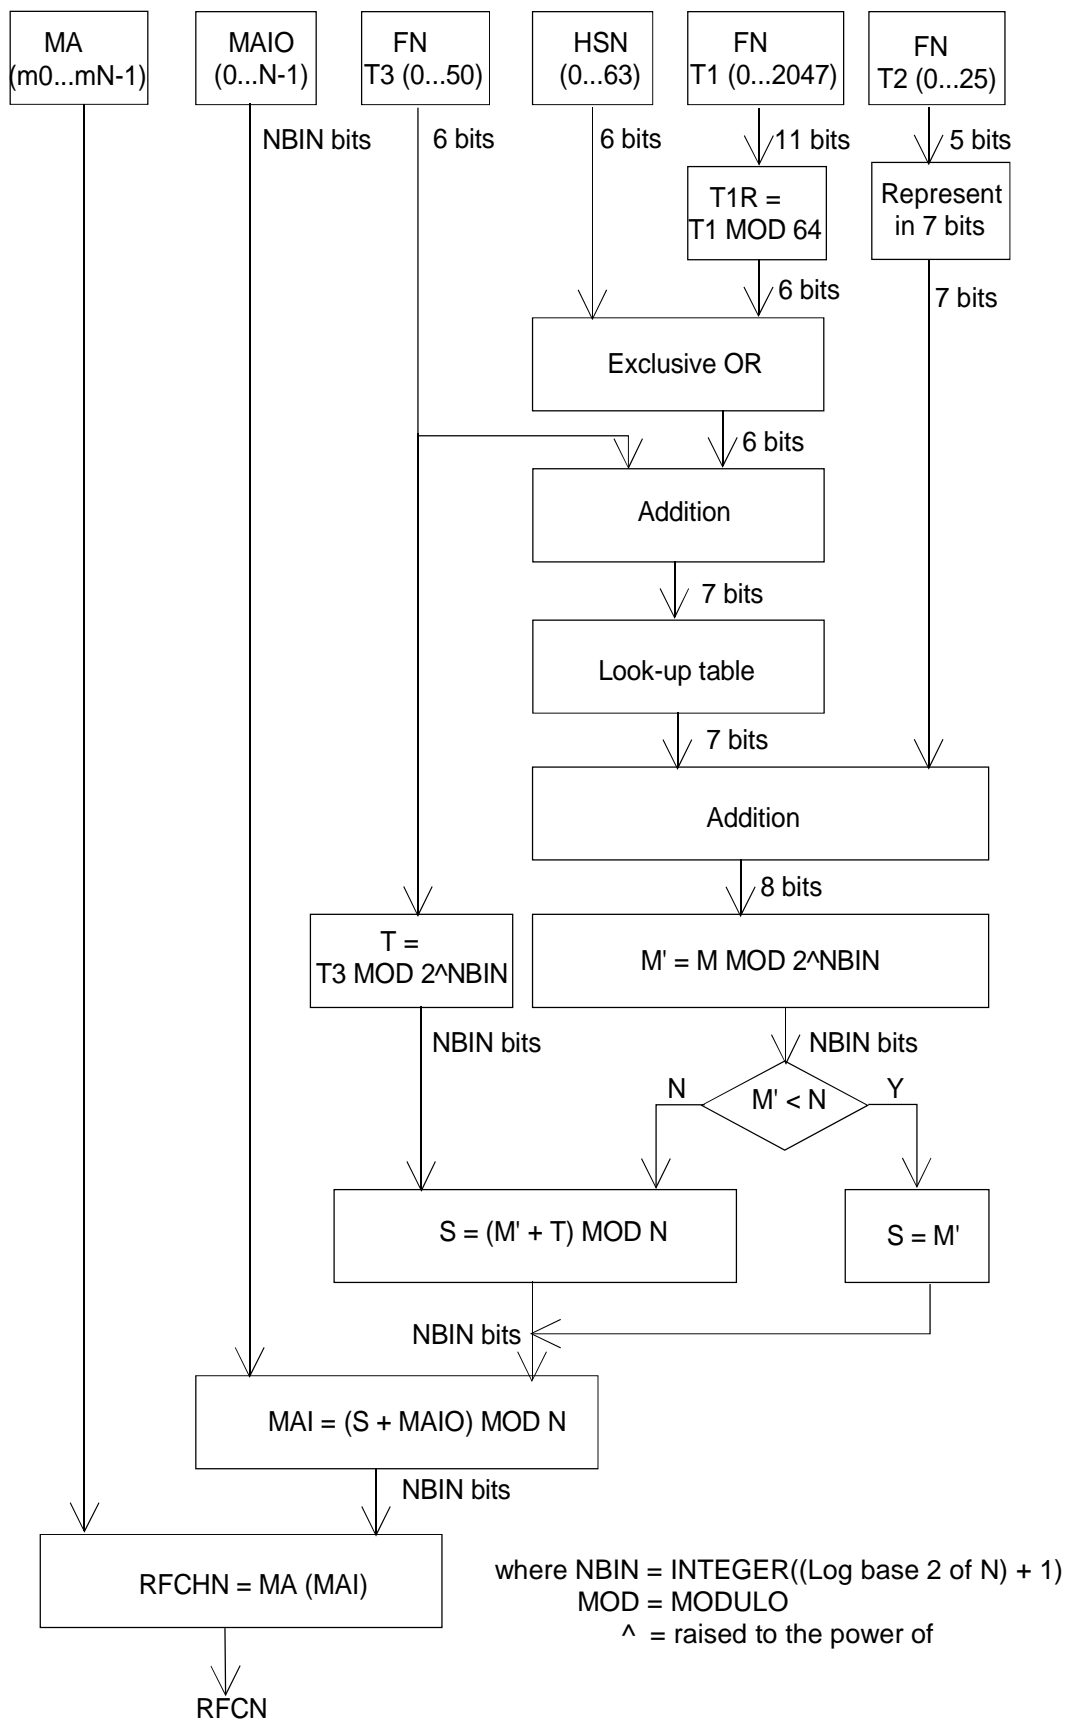 MA
(m0...mN-1)
MAIO
(0...N-1)
FN
T3 (0...50)
HSN
(0...63)
FN
T1 (0...2047)
FN
T2 (0...25)
NBIN bits
6 bits
6 bits
11 bits
5 bits
T1R =
T1 MOD 64
Represent
in 7 bits
6 bits
7 bits
Exclusive OR
6 bits
Addition
7 bits
Look-up table
7 bits
Addition
8 bits
T =
T3 MOD 2^NBIN
M' = M MOD 2^NBIN
NBIN bits
NBIN bits
N
M' < N
Y
S = (M' + T) MOD N
S = M'
NBIN bits
MAI = (S + MAIO) MOD N
NBIN bits
RFCHN = MA (MAI)
where NBIN = INTEGER((Log base 2 of N) + 1)
MOD = MODULO
^ = raised to the power of
RFCN